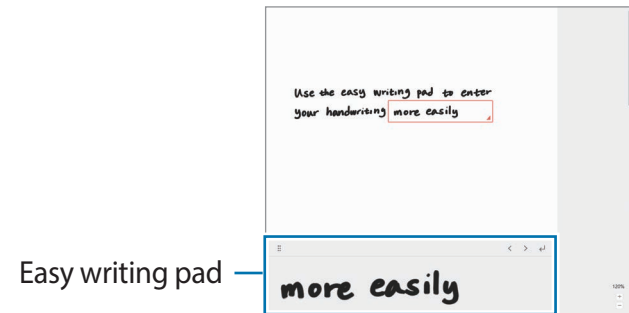 Use the easy writing pad to enter
your handwriting more easily
Easy writing pad
more easily
120%